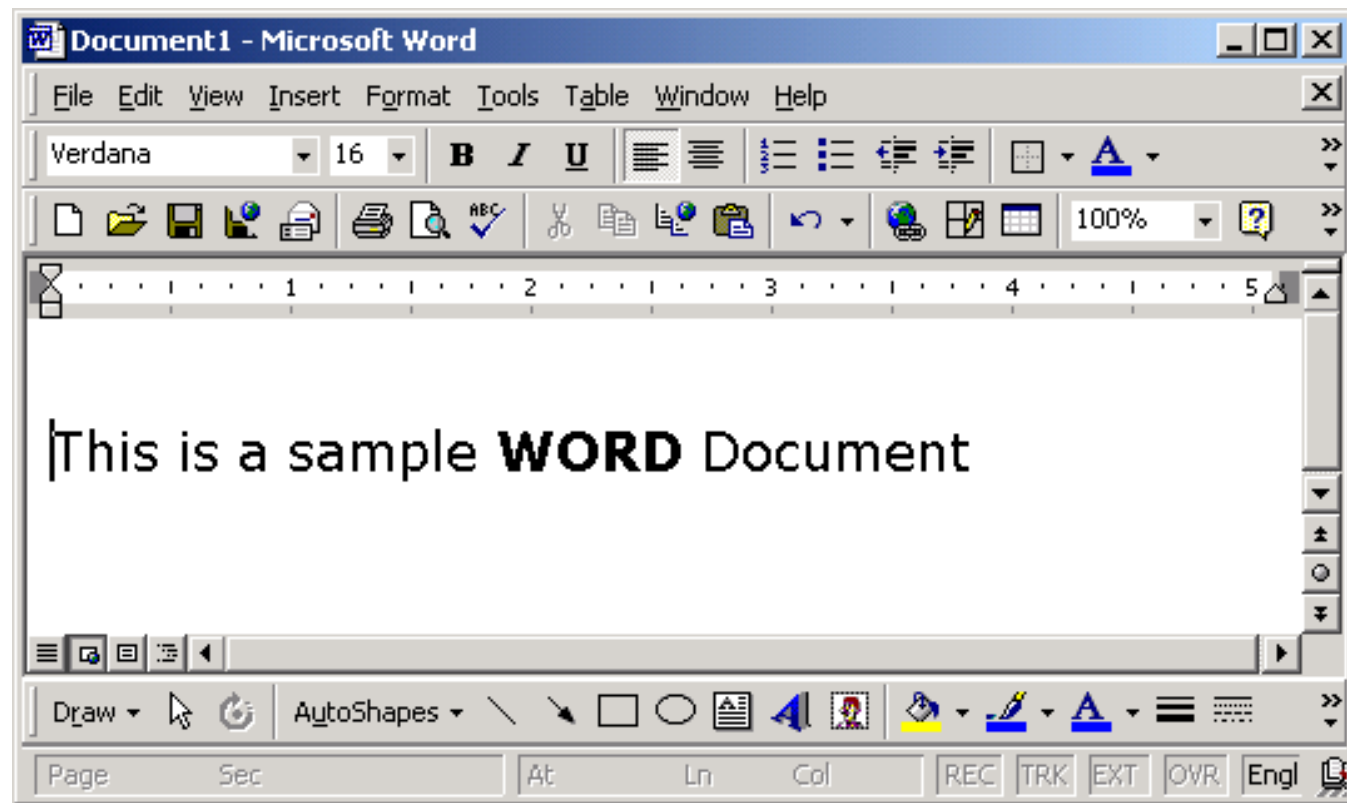 Document1 - Microsoft Word
File Edit View Insert Format Tools Table Window Help
Verdana 16 B I U A
ABC 100%
1 2 3 4 5
This is a sample WORD Document
Draw AutoShapes A
Page Sec At Ln Col REC TRK EXT OVR Engl